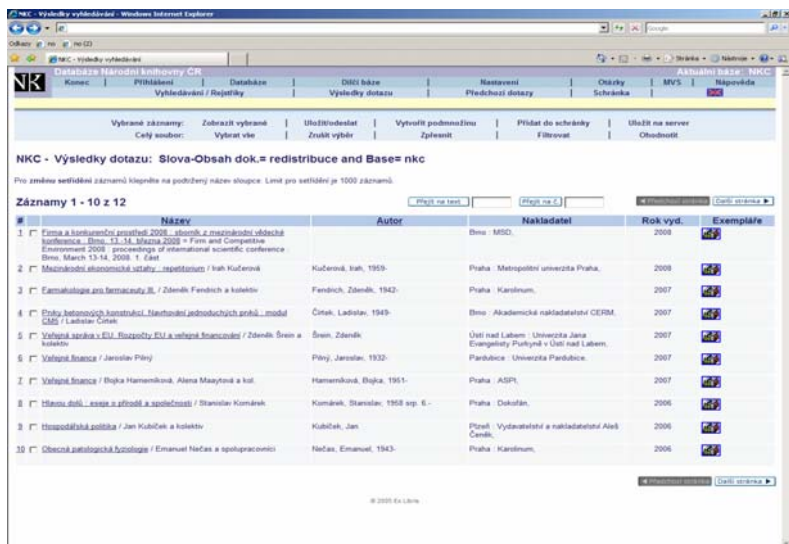 NKC - Výsledky vyhledávání - Windows Internet Explorer
Google
Odkazy no no (2)
NKC - Výsledky vyhledávání
Stránka Nástroje
Databáze Národní knihovny ČR Aktuální báze: NKC
NK
Konec | Přihlášení | Databáze | Dílčí báze | Nastavení | Otázky | MVS | Nápověda
Vyhledávání / Rejstříky | Výsledky dotazu | Předchozí dotazy | Schránka
Vybrané záznamy: Zobrazit vybrané | Uložit/odeslat | Vytvořit podmnožinu | Přidat do schránky | Uložit na server
Celý soubor: Vybrat vše | Zrušit výběr | Zpřesnit | Filtrovat | Ohodnotit
NKC - Výsledky dotazu: Slova-Obsah dok.= redistribuce and Base= nkc
Pro změnu setřídění záznamů klepněte na podtržený název sloupce. Limit pro setřídění je 1000 záznamů.
Záznamy 1 - 10 z 12 Přejít na text Přejít na č. Předchozí stránka Další stránka
# Název Autor Nakladatel Rok vyd. Exempláře
1 Firma a konkurenční prostředí 2008 : sborník z mezinárodní vědecké konference : Brno, 13.-14. března 2008 = Firm and Competitive Environment 2008 : proceedings of international scientific conference : Brno, March 13-14, 2008. 1. část Brno : MSD, 2008
2 Mezinárodní ekonomické vztahy : repetitorium / Irah Kučerová Kučerová, Irah, 1959- Praha : Metropolitní univerzita Praha, 2008
3 Farmakologie pro farmaceuty III. / Zdeněk Fendrich a kolektiv Fendrich, Zdeněk, 1942- Praha : Karolinum, 2007
4 Prvky betonových konstrukcí. Navrhování jednoduchých prvků : modul CM5 / Ladislav Čírtek Čírtek, Ladislav, 1949- Brno : Akademické nakladatelství CERM, 2007
5 Veřejná správa v EU. Rozpočty EU a veřejné financování / Zdeněk Šrein a kolektiv Šrein, Zdeněk Ústí nad Labem : Univerzita Jana Evangelisty Purkyně v Ústí nad Labem, 2007
6 Veřejné finance / Jaroslav Pilný Pilný, Jaroslav, 1932- Pardubice : Univerzita Pardubice, 2007
7 Veřejné finance / Bojka Hamerníková, Alena Maaytová a kol. Hamerníková, Bojka, 1951- Praha : ASPI, 2007
8 Hlavou dolů : eseje o přírodě a společnosti / Stanislav Komárek Komárek, Stanislav, 1958 srp. 6.- Praha : Dokořán, 2006
9 Hospodářská politika / Jan Kubíček a kolektiv Kubíček, Jan Plzeň : Vydavatelství a nakladatelství Aleš Čeněk, 2006
10 Obecná patologická fyziologie / Emanuel Nečas a spolupracovníci Nečas, Emanuel, 1943- Praha : Karolinum, 2006
Předchozí stránka Další stránka
© 2005 Ex Libris